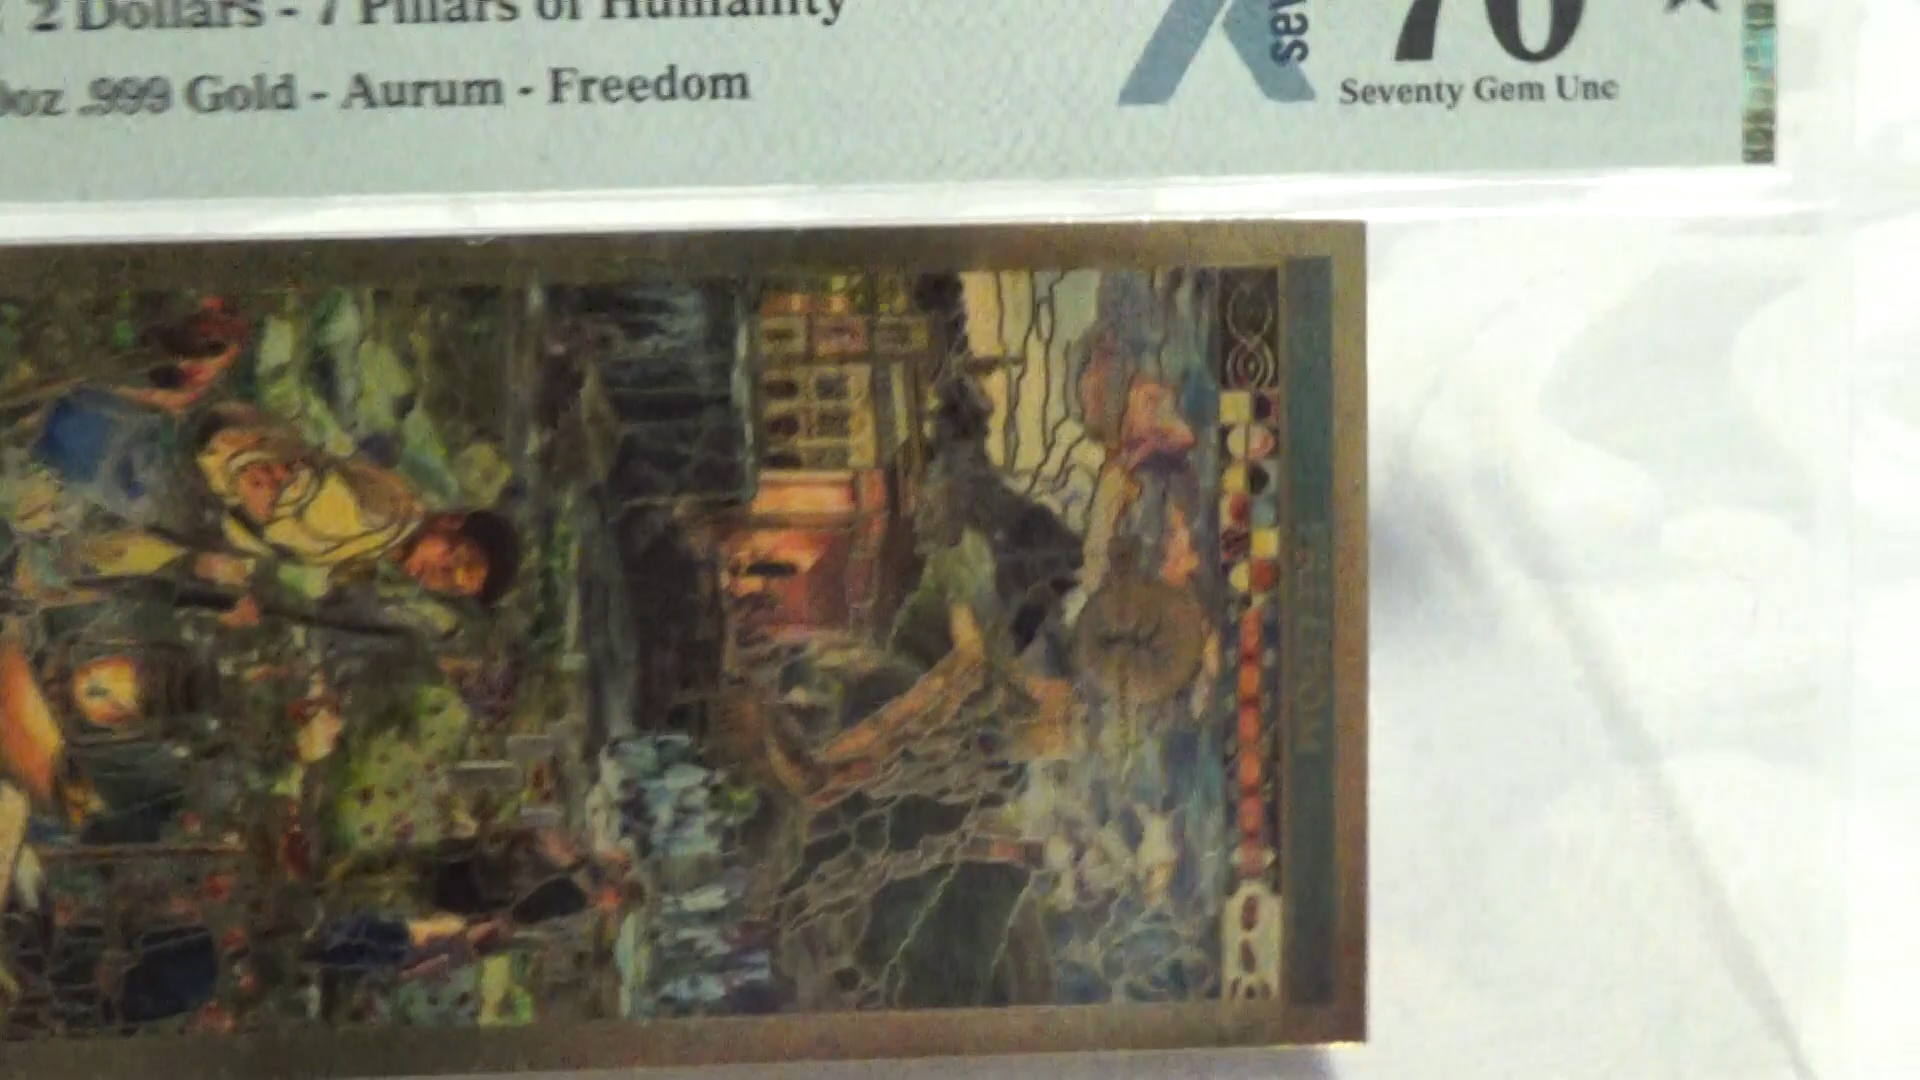 2 Dollars - 7 Pillars of Humanity
oz .999 Gold - Aurum - Freedom
70
Seventy Gem Unc